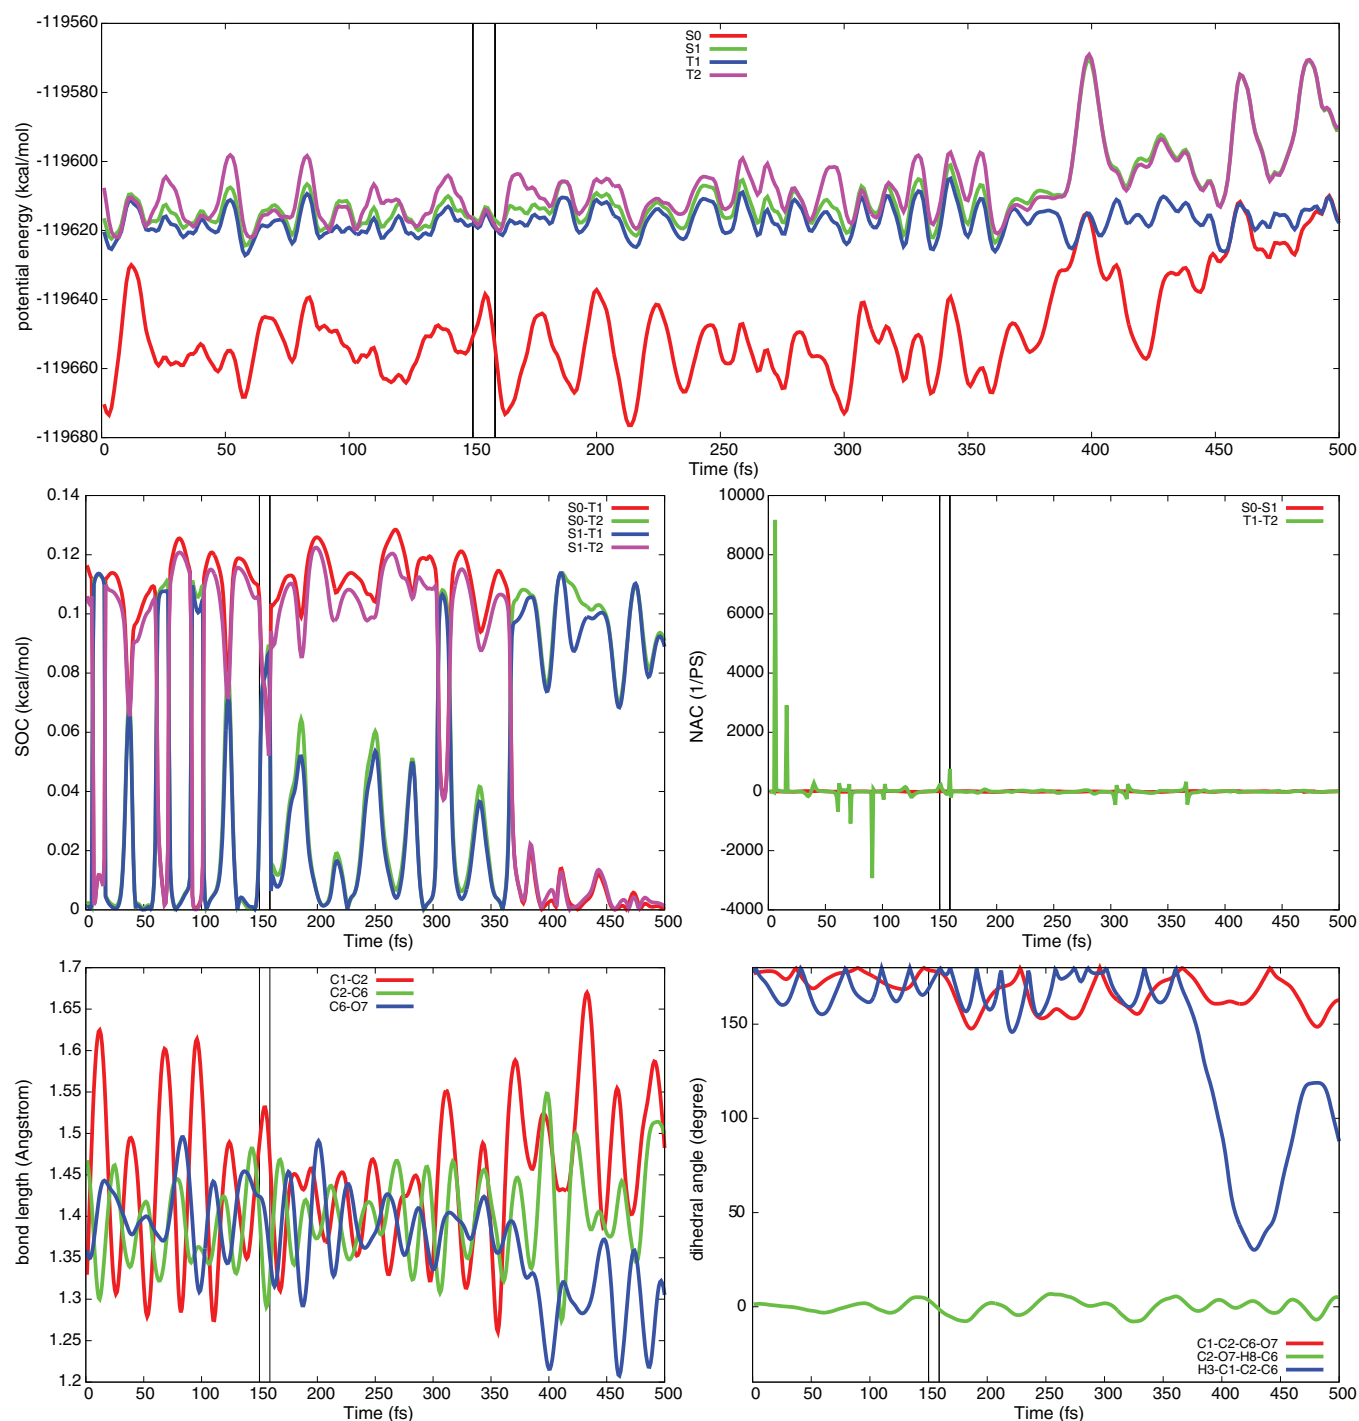 -119560
-119580
-119600
-119620
-119640
-119660
-119680
potential energy (kcal/mol)
S0
S1
T1
T2
0 50 100 150 200 250 300 350 400 450 500
Time (fs)
0.14
0.12
0.1
0.08
0.06
0.04
0.02
0
SOC (kcal/mol)
S0-T1
S0-T2
S1-T1
S1-T2
0 50 100 150 200 250 300 350 400 450 500
Time (fs)
10000
8000
6000
4000
2000
0
-2000
-4000
NAC (1/PS)
S0-S1
T1-T2
0 50 100 150 200 250 300 350 400 450 500
Time (fs)
1.7
1.65
1.6
1.55
1.5
1.45
1.4
1.35
1.3
1.25
1.2
bond length (Angstrom)
C1-C2
C2-C6
C6-O7
0 50 100 150 200 250 300 350 400 450 500
Time (fs)
150
100
50
0
dihedral angle (degree)
C1-C2-C6-O7
C2-O7-H8-C6
H3-C1-C2-C6
0 50 100 150 200 250 300 350 400 450 500
Time (fs)